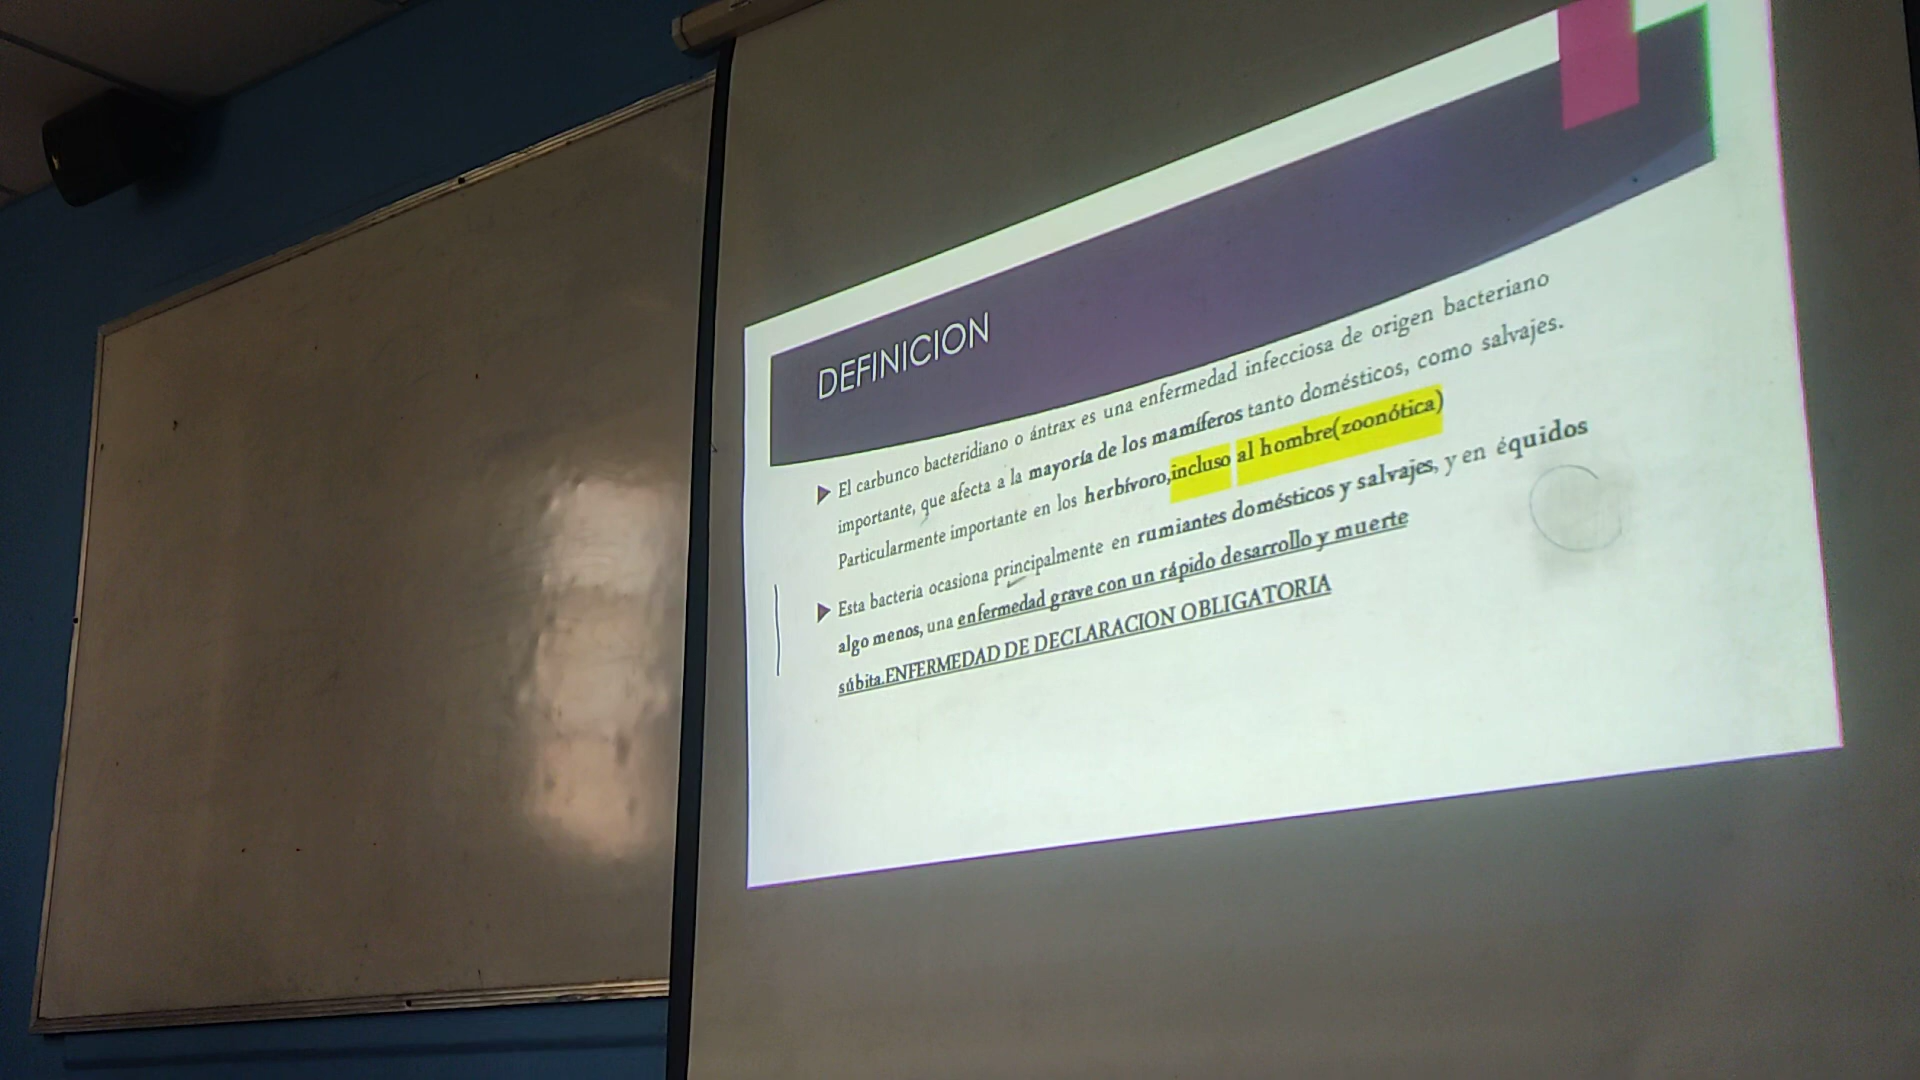 DEFINICION
El carbunco bacteridiano o ántrax es una enfermedad infecciosa de origen bacteriano
importante, que afecta a la mayoría de los mamíferos tanto domésticos, como salvajes.
Particularmente importante en los herbívoro,incluso al hombre(zoonótica)
Esta bacteria ocasiona principalmente en rumiantes domésticos y salvajes, y en équidos
algo menos, una enfermedad grave con un rápido desarrollo y muerte
súbita.ENFERMEDAD DE DECLARACION OBLIGATORIA